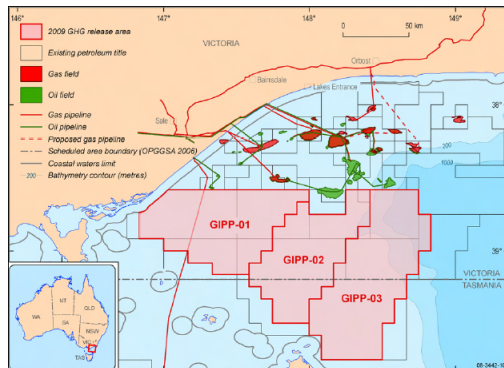 146°
147°
148°
149°
2009 GHG release area
Existing petroleum title
Gas field
Oil field
Gas pipeline
Oil pipeline
Proposed gas pipeline
Scheduled area boundary (OPGGSA 2006)
Coastal waters limit
200
Bathymetry contour (metres)
0
50 km
VICTORIA
Orbost
Bairnsdale
Lakes Entrance
Sale
38°
200
1000
GIPP-01
GIPP-02
39°
VICTORIA
TASMANIA
GIPP-03
WA
NT
SA
QLD
NSW
TAS